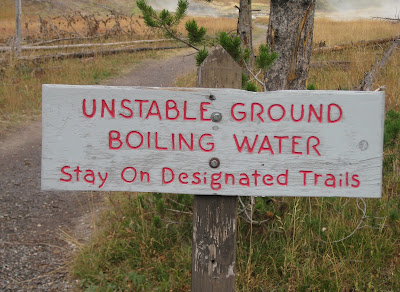 UNSTABLE GROUND
BOILING WATER
Stay On Designated Trails